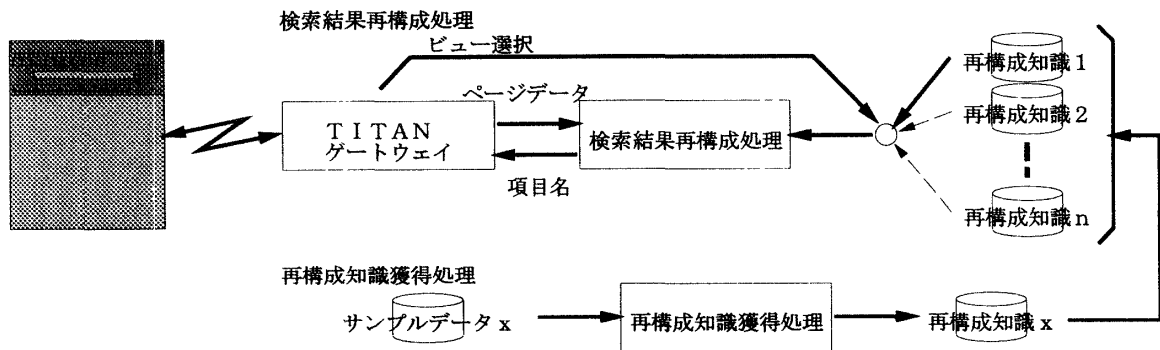 検索結果再構成処理
ビュー選択
再構成知識1
ページデータ
再構成知識2
TITAN
ゲートウェイ
検索結果再構成処理
項目名
再構成知識n
再構成知識獲得処理
サンプルデータx
再構成知識獲得処理
再構成知識x